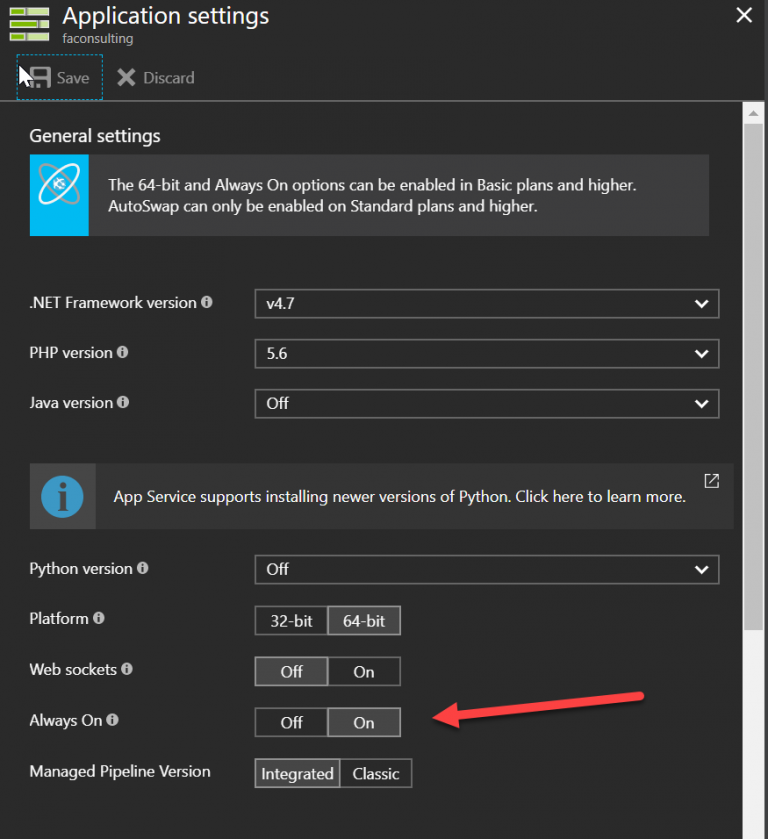 Application settings
faconsulting
Save Discard
General settings
The 64-bit and Always On options can be enabled in Basic plans and higher.
AutoSwap can only be enabled on Standard plans and higher.
.NET Framework version v4.7
PHP version 5.6
Java version Off
App Service supports installing newer versions of Python. Click here to learn more.
Python version Off
Platform 32-bit 64-bit
Web sockets Off On
Always On Off On
Managed Pipeline Version Integrated Classic